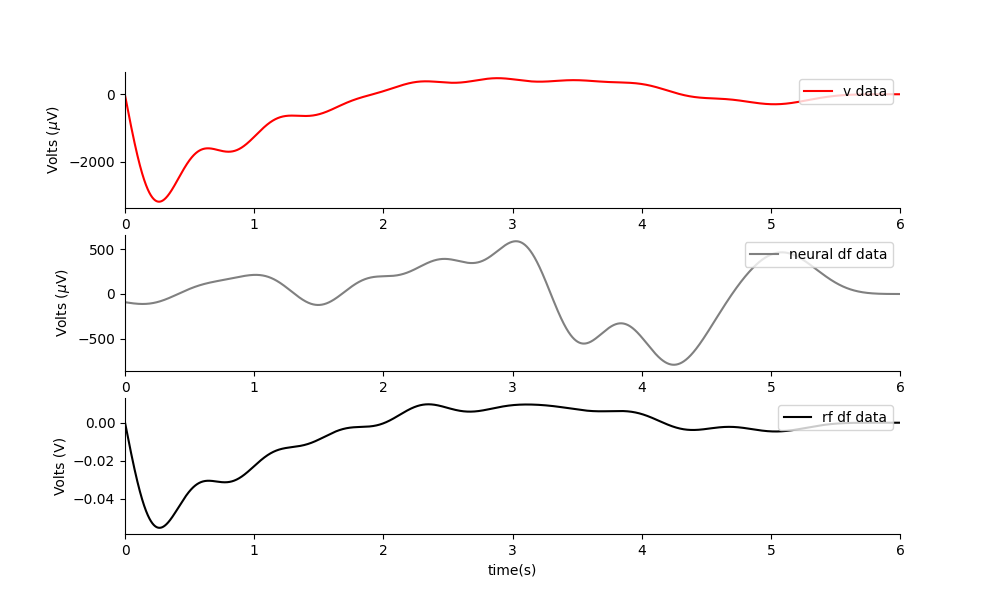 0
−2000
Volts (μV)
v data
0 1 2 3 4 5 6
500
0
−500
Volts (μV)
neural df data
0 1 2 3 4 5 6
0.00
−0.02
−0.04
Volts (V)
rf df data
0 1 2 3 4 5 6
time(s)